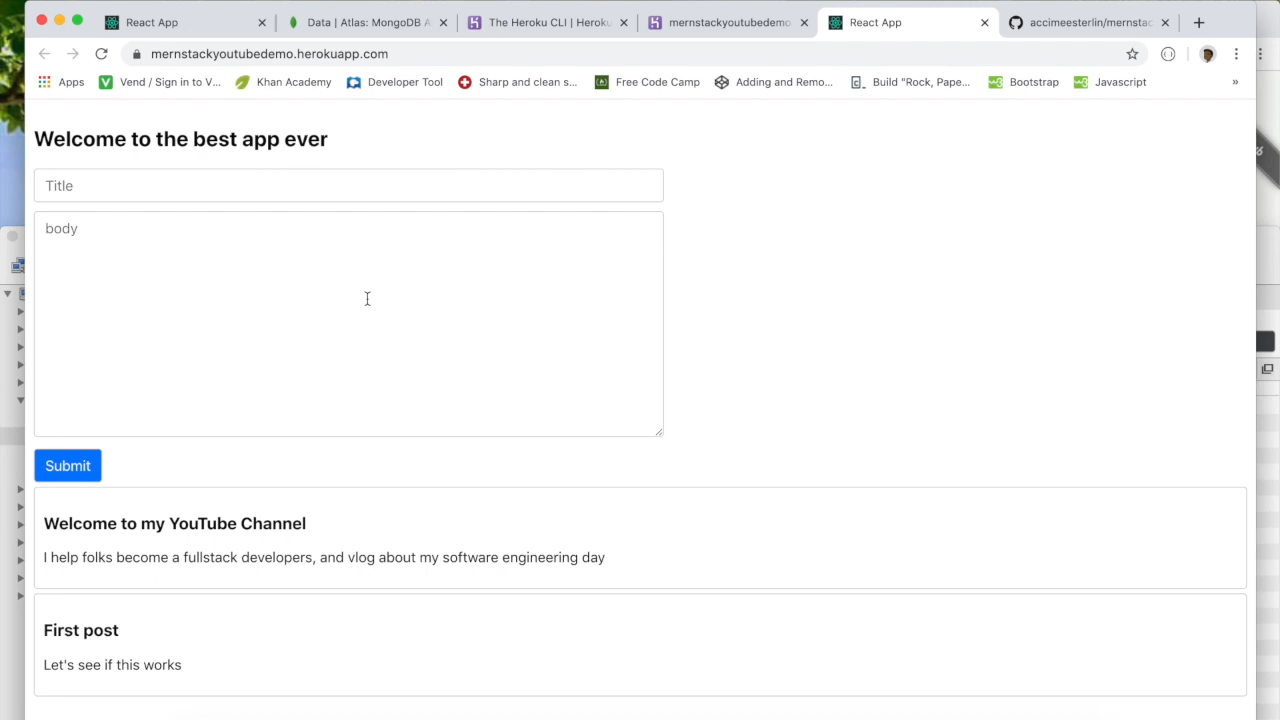 React App
Data | Atlas: MongoDB A
The Heroku CLI | Heroku
mernstackyoutubedemo
React App
accimeesterlin/mernstac
mernstackyoutubedemo.herokuapp.com
Apps
Vend / Sign in to V...
Khan Academy
Developer Tool
Sharp and clean s...
Free Code Camp
Adding and Remo...
Build "Rock, Pape...
Bootstrap
Javascript
»
Welcome to the best app ever
Title
body
Submit
Welcome to my YouTube Channel
I help folks become a fullstack developers, and vlog about my software engineering day
First post
Let's see if this works